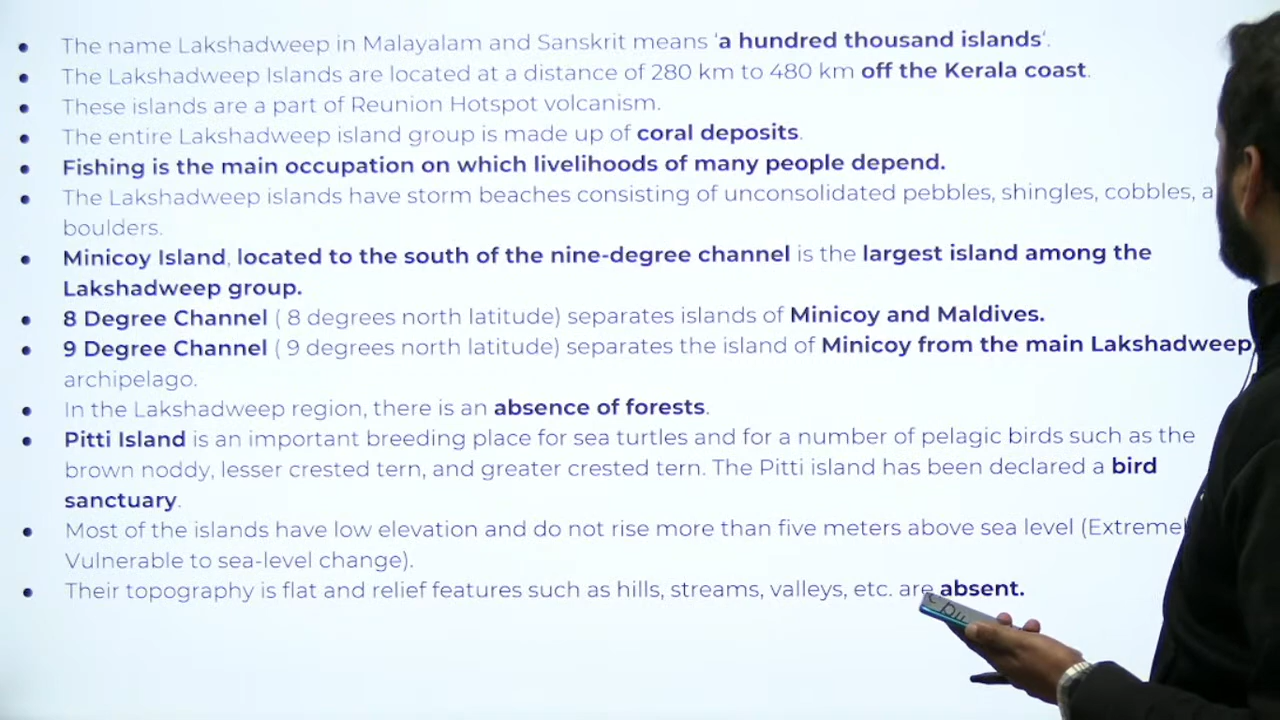 The name Lakshadweep in Malayalam and Sanskrit means 'a hundred thousand islands'.
The Lakshadweep Islands are located at a distance of 280 km to 480 km off the Kerala coast.
These islands are a part of Reunion Hotspot volcanism.
The entire Lakshadweep island group is made up of coral deposits.
Fishing is the main occupation on which livelihoods of many people depend.
The Lakshadweep islands have storm beaches consisting of unconsolidated pebbles, shingles, cobbles,
boulders.
Minicoy Island, located to the south of the nine-degree channel is the largest island among the
Lakshadweep group.
8 Degree Channel ( 8 degrees north latitude) separates islands of Minicoy and Maldives.
9 Degree Channel ( 9 degrees north latitude) separates the island of Minicoy from the main Lakshadweep
archipelago.
In the Lakshadweep region, there is an absence of forests.
Pitti Island is an important breeding place for sea turtles and for a number of pelagic birds such as the
brown noddy, lesser crested tern, and greater crested tern. The Pitti island has been declared a bird
sanctuary.
Most of the islands have low elevation and do not rise more than five meters above sea level
Vulnerable to sea-level change).
Their topography is flat and relief features such as hills, streams, valleys, etc. are absent.